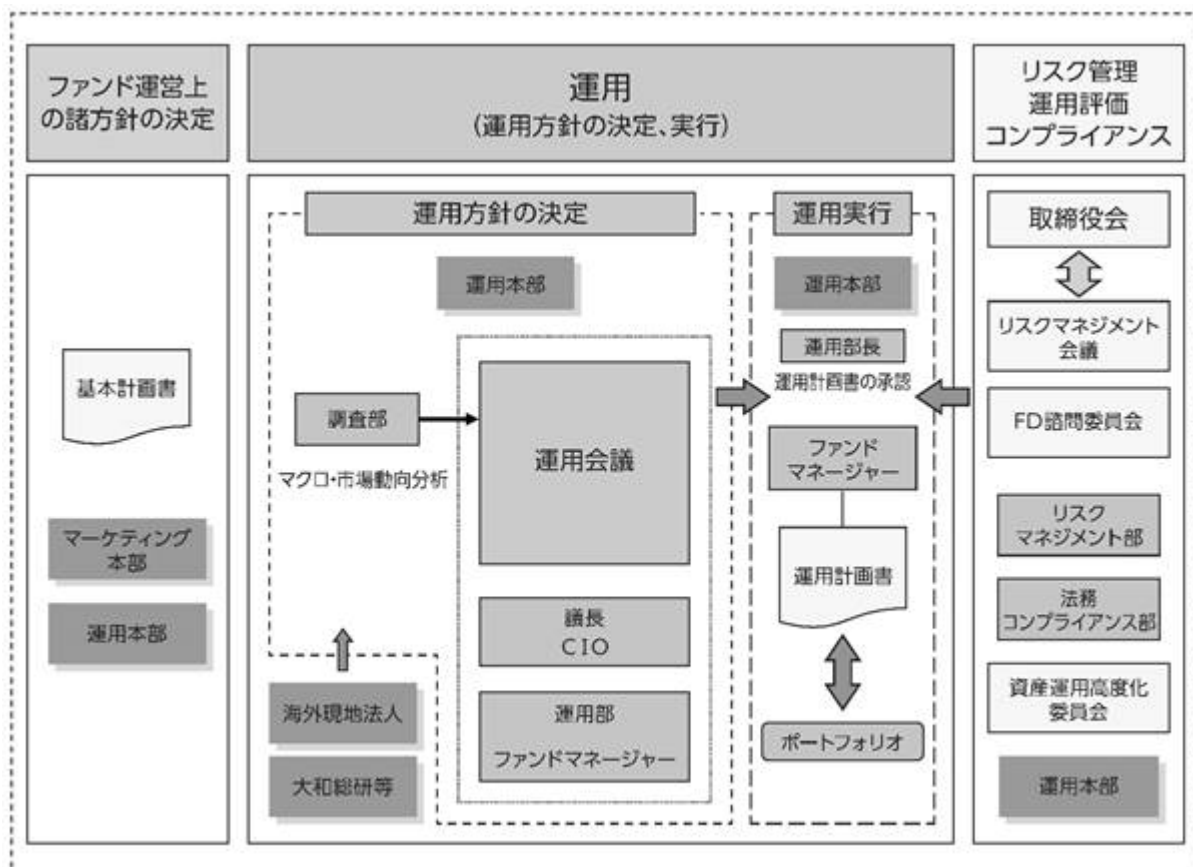 ファンド運営上
の諸方針の決定
運用
(運用方針の決定、実行)
リスク管理
運用評価
コンプライアンス
基本計画書
マーケティング
本部
運用本部
運用方針の決定
運用本部
調査部
マクロ・市場動向分析
運用会議
議長
CIO
運用部
ファンドマネージャー
海外現地法人
大和総研等
運用実行
運用本部
運用部長
運用計画書の承認
ファンド
マネージャー
運用計画書
ポートフォリオ
取締役会
リスクマネジメント
会議
FD諮問委員会
リスク
マネジメント部
法務
コンプライアンス部
資産運用高度化
委員会
運用本部